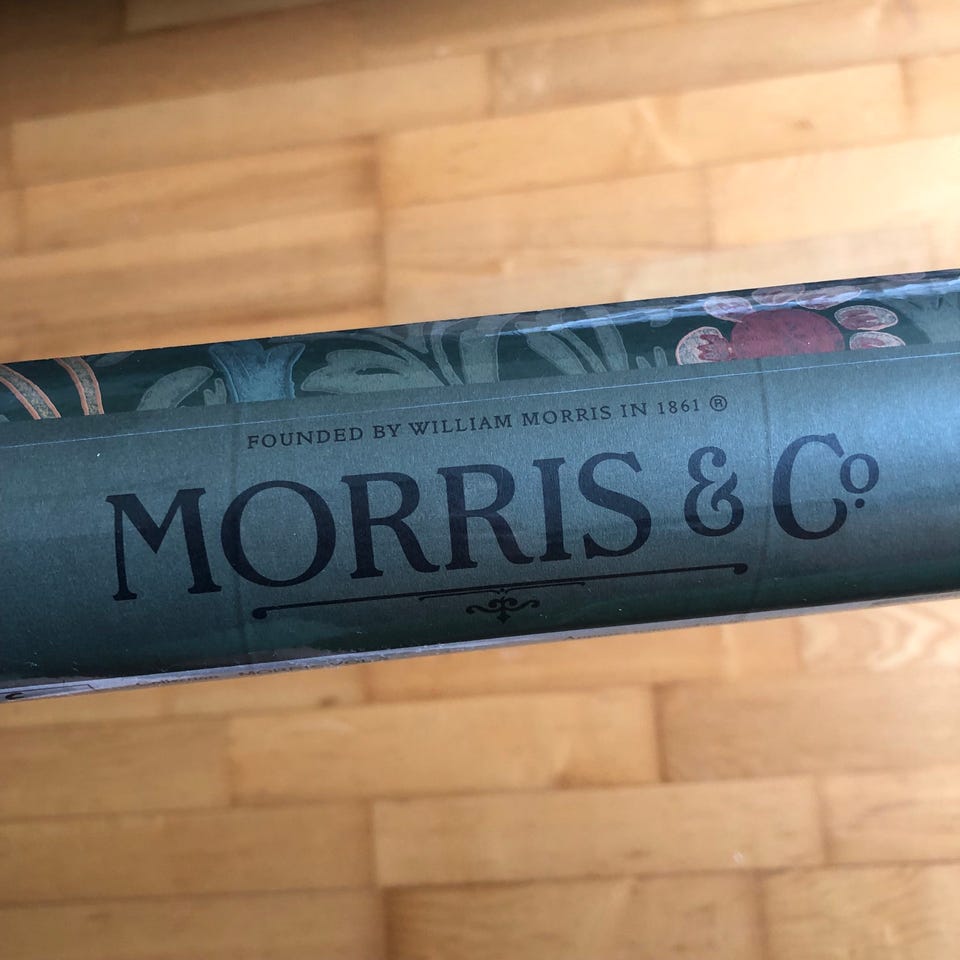 FOUNDED BY WILLIAM MORRIS IN 1861 ®
MORRIS & Co